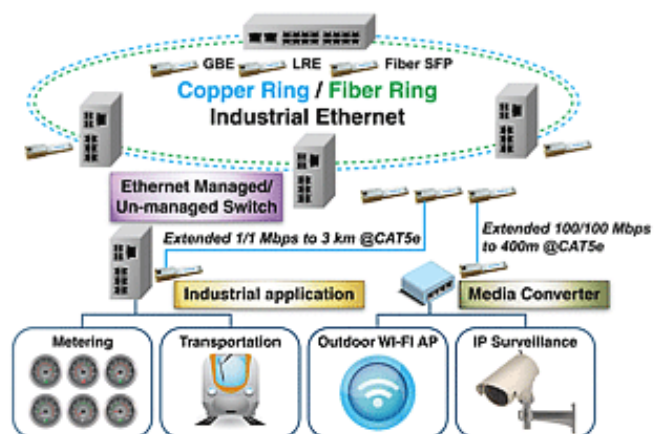 GBE LRE Fiber SFP
Copper Ring / Fiber Ring
Industrial Ethernet
Ethernet Managed/
Un-managed Switch
Extended 1/1 Mbps to 3 km @CAT5e
Extended 100/100 Mbps
to 400m @CAT5e
Industrial application
Media Converter
Metering
Transportation
Outdoor WI-FI AP
IP Surveillance